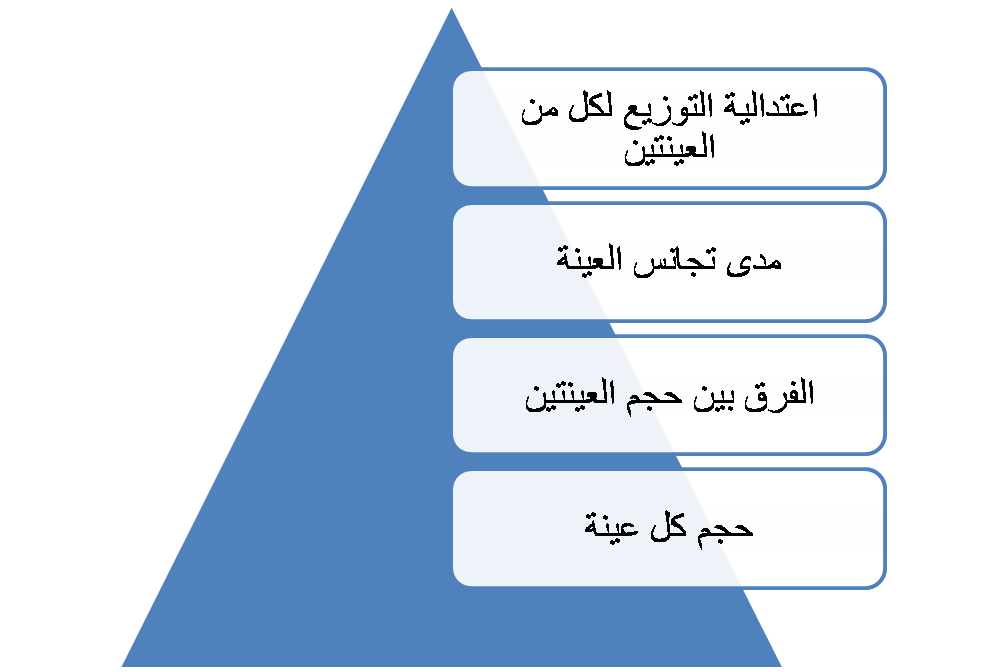 اعتدالية التوزيع لكل من
العينتين
مدى تجانس العينة
الفرق بين حجم العينتين
حجم كل عينة